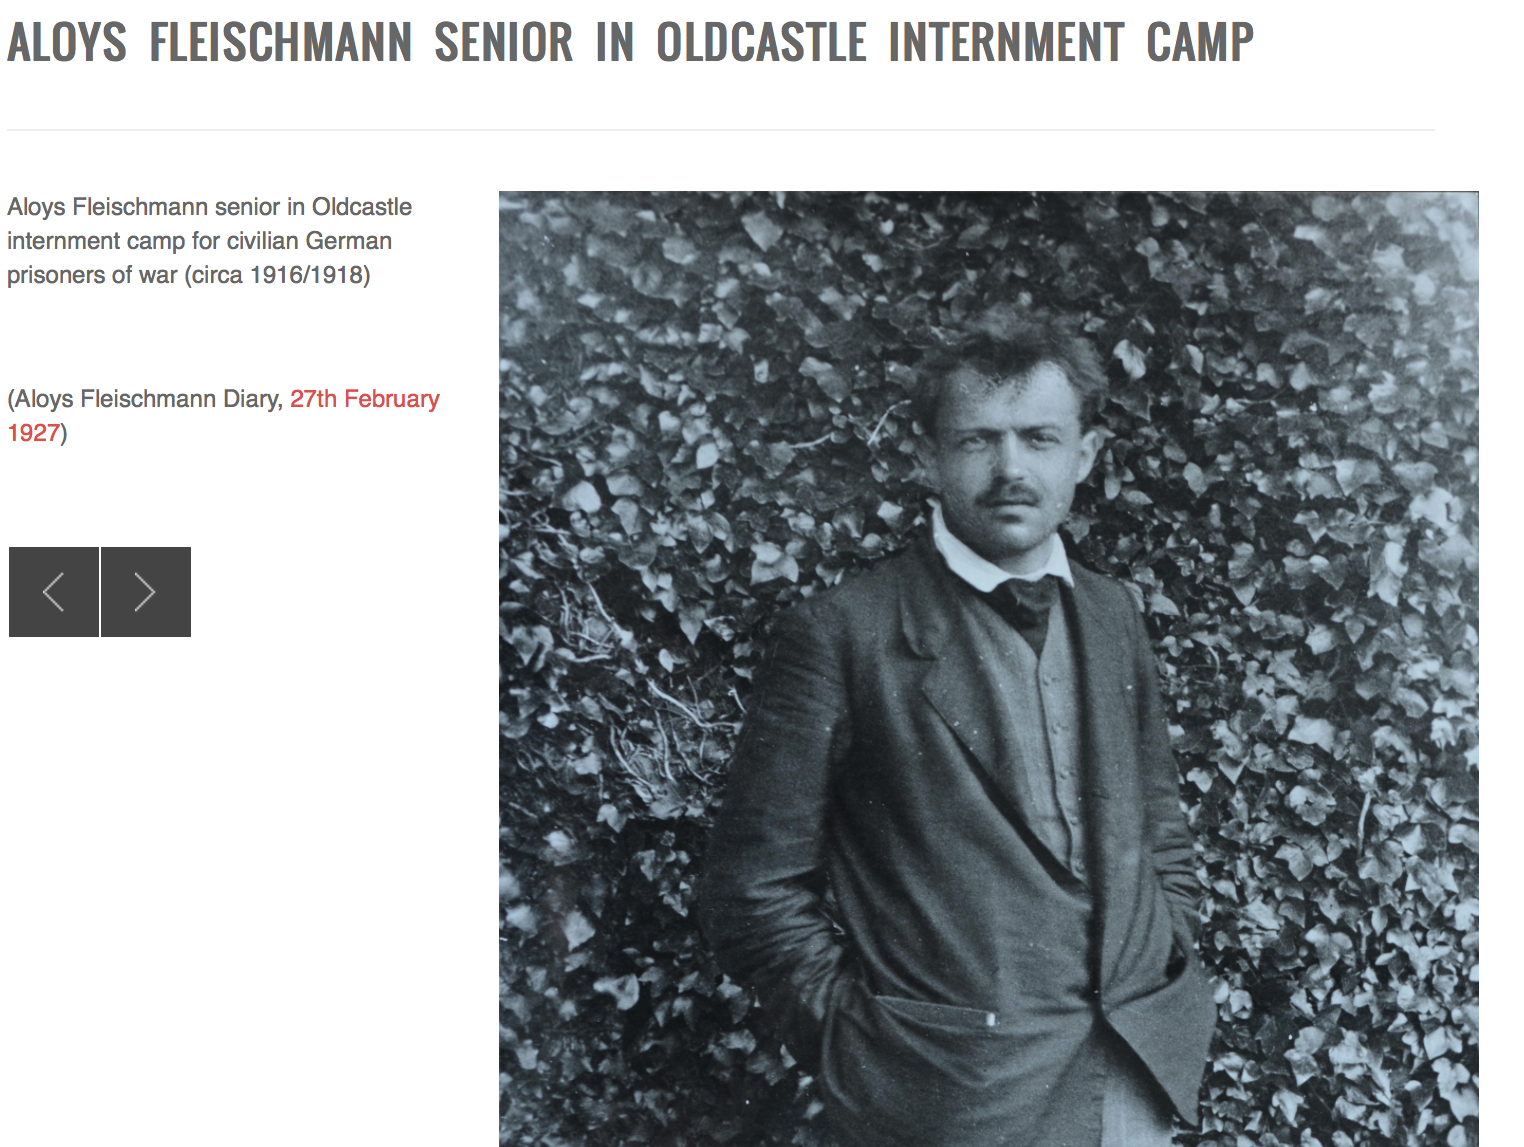 ALOYS FLEISCHMANN SENIOR IN OLDCASTLE INTERNMENT CAMP
Aloys Fleischmann senior in Oldcastle
internment camp for civilian German
prisoners of war (circa 1916/1918)
(Aloys Fleischmann Diary, 27th February
1927)